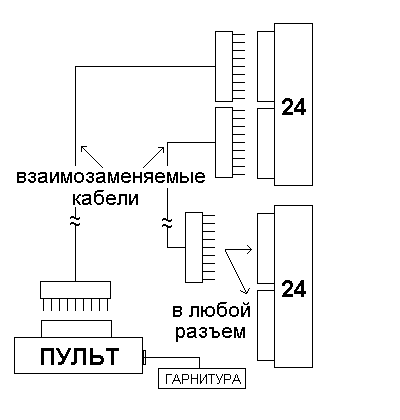 24
взаимозаменяемые
кабели
24
в любой
разъем
ПУЛЬТ
ГАРНИТУРА